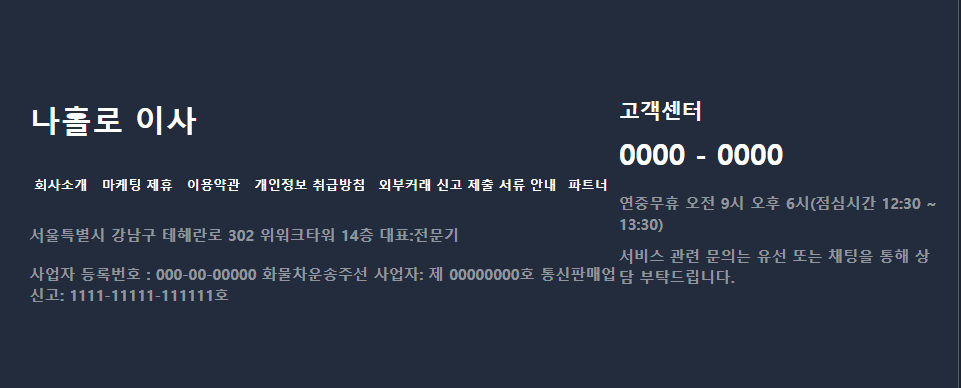 나홀로 이사
회사소개 마케팅 제휴 이용약관 개인정보 취급방침 외부커래 신고 제출 서류 안내 파트너
서울특별시 강남구 테헤란로 302 위워크타워 14층 대표:전문기
사업자 등록번호 : 000-00-00000 화물차운송주선 사업자: 제 00000000호 통신판매업
신고: 1111-11111-111111호
고객센터
0000 - 0000
연중무휴 오전 9시 오후 6시(점심시간 12:30 ~
13:30)
서비스 관련 문의는 유선 또는 채팅을 통해 상
담 부탁드립니다.